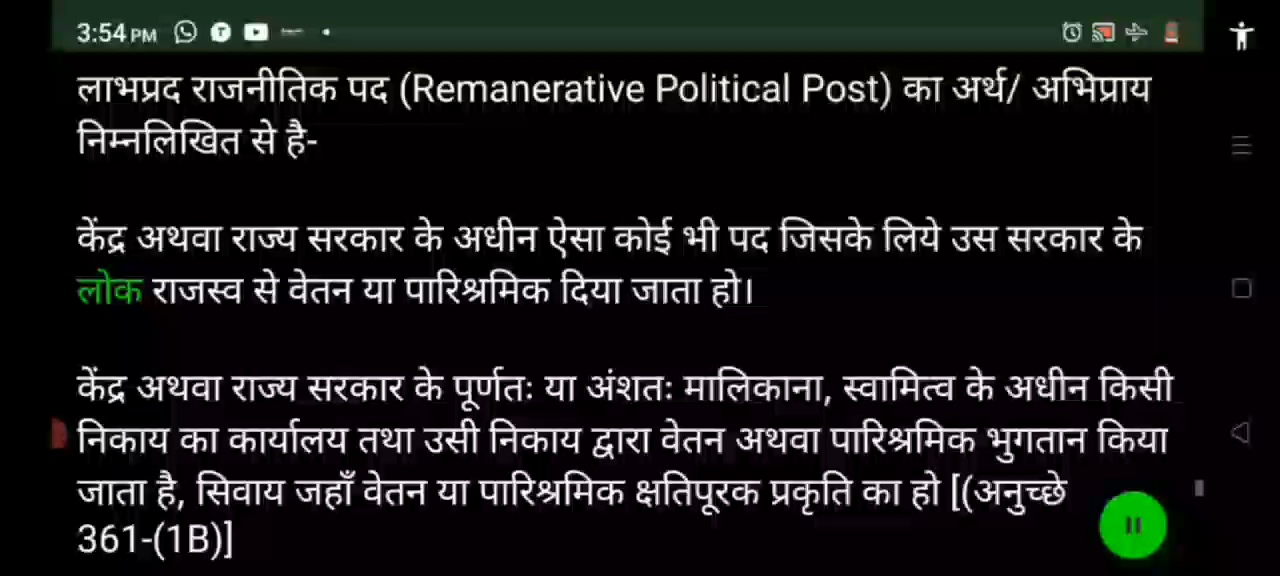 3:54 PM
लाभप्रद राजनीतिक पद (Remanerative Political Post) का अर्थ/ अभिप्राय
निम्नलिखित से है-
केंद्र अथवा राज्य सरकार के अधीन ऐसा कोई भी पद जिसके लिये उस सरकार के
लोक राजस्व से वेतन या पारिश्रमिक दिया जाता हो।
केंद्र अथवा राज्य सरकार के पूर्णतः या अंशतः मालिकाना, स्वामित्व के अधीन किसी
निकाय का कार्यालय तथा उसी निकाय द्वारा वेतन अथवा पारिश्रमिक भुगतान किया
जाता है, सिवाय जहाँ वेतन या पारिश्रमिक क्षतिपूरक प्रकृति का हो [(अनुच्छे
361-(1B)]